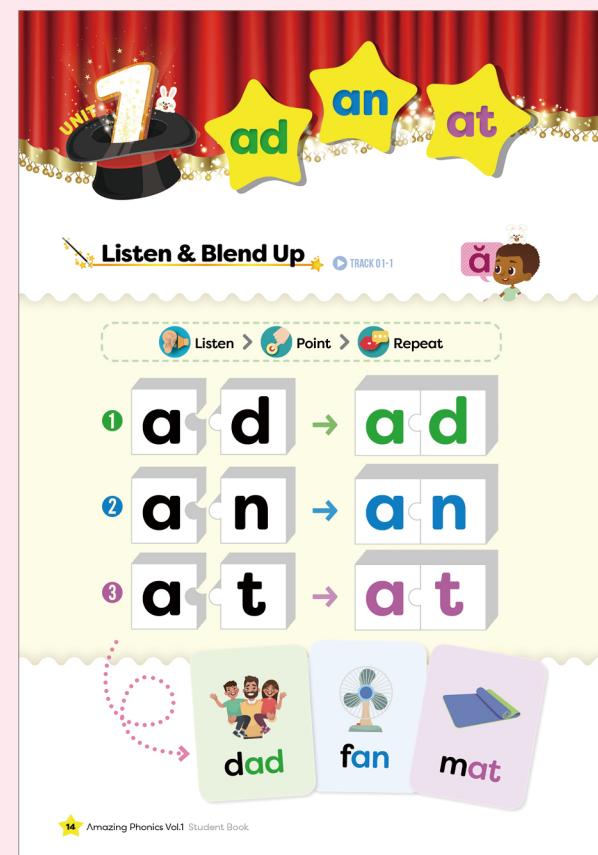 UNIT 1
ad an at
Listen & Blend Up TRACK 01-1
ă
Listen > Point > Repeat
1 a d → ad
2 a n → an
3 a t → at
dad fan mat
14 Amazing Phonics Vol.1 Student Book